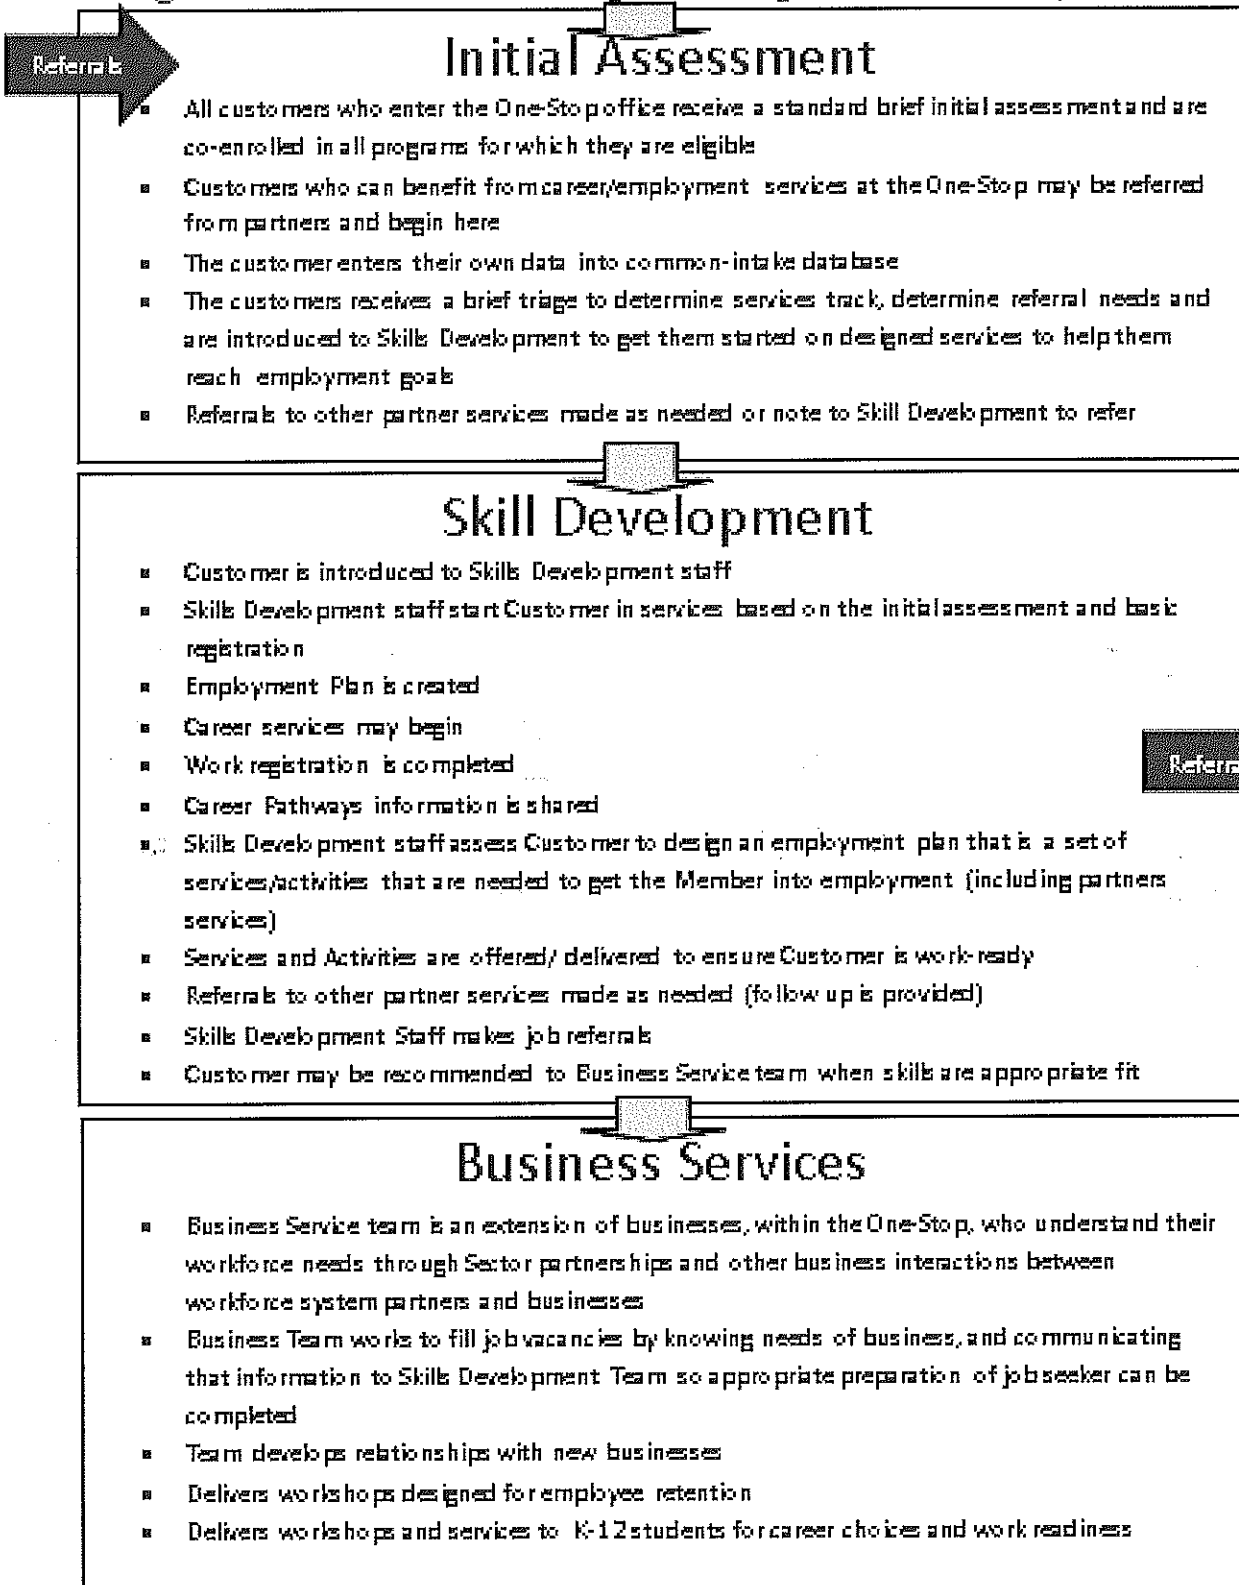 Referrals
Initial Assessment
All customers who enter the One-Stop office receive a standard brief initial assessment and are
co-enrolled in all programs for which they are eligible
Customers who can benefit from career/employment services at the One-Stop may be referred
from partners and begin here
The customer enters their own data into common-intake database
The customers receives a brief triage to determine services track, determine referral needs and
are introduced to Skills Development to get them started on designed services to help them
reach employment goals
Referrals to other partner services made as needed or note to Skill Development to refer
Skill Development
Customer is introduced to Skills Development staff
Skills Development staff start Customer in services based on the initial assessment and basic
registration
Employment Plan is created
Career services may begin
Work registration is completed
Referra
Career Pathways information is shared
Skills Development staff assess Customer to design an employment plan that is a set of
services/activities that are needed to get the Member into employment (including partners
services)
Services and Activities are offered/ delivered to ensure Customer is work-ready
Referrals to other partner services made as needed (follow up is provided)
Skills Development Staff makes job referrals
Customer may be recommended to Business Service team when skills are appropriate fit
Business Services
Business Service team is an extension of businesses, within the One-Stop, who understand their
workforce needs through Sector partnerships and other business interactions between
workforce system partners and businesses
Business Team works to fill job vacancies by knowing needs of business, and communicating
that information to Skills Development Team so appropriate preparation of job seeker can be
completed
Team develops relationships with new businesses
Delivers workshops designed for employee retention
Delivers workshops and services to K-12 students for career choices and work readiness